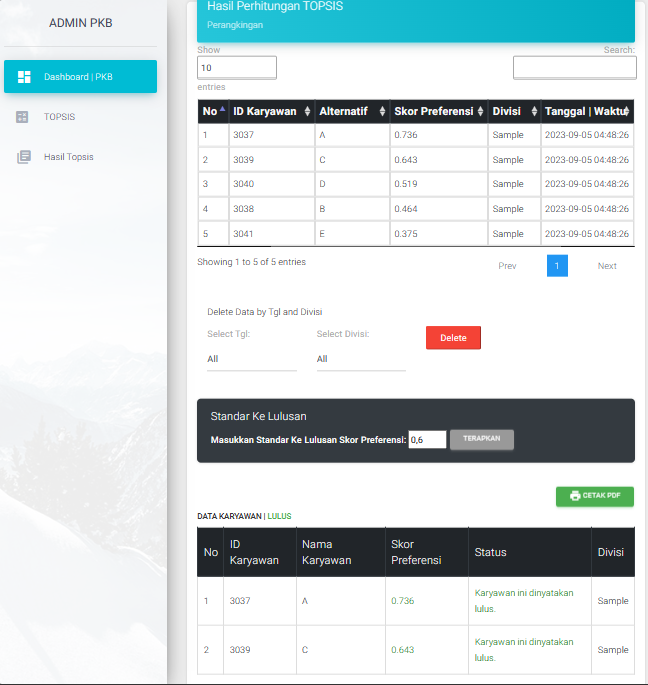 ADMIN PKB
Dashboard | PKB
TOPSIS
Hasil Topsis
Hasil Perhitungan TOPSIS
Perangkingan
Show
10
entries
Search:
No ID Karyawan Alternatif Skor Preferensi Divisi Tanggal | Waktu
1 3037 A 0.736 Sample 2023-09-05 04:48:26
2 3039 C 0.643 Sample 2023-09-05 04:48:26
3 3040 D 0.519 Sample 2023-09-05 04:48:26
4 3038 B 0.464 Sample 2023-09-05 04:48:26
5 3041 E 0.375 Sample 2023-09-05 04:48:26
Showing 1 to 5 of 5 entries
Prev 1 Next
Delete Data by Tgl and Divisi
Select Tgl: Select Divisi:
All All
Delete
Standar Ke Lulusan
Masukkan Standar Ke Lulusan Skor Preferensi: 0,6 TERAPKAN
CETAK PDF
DATA KARYAWAN | LULUS
No ID Karyawan Nama Karyawan Skor Preferensi Status Divisi
1 3037 A 0.736 Karyawan ini dinyatakan lulus. Sample
2 3039 C 0.643 Karyawan ini dinyatakan lulus. Sample